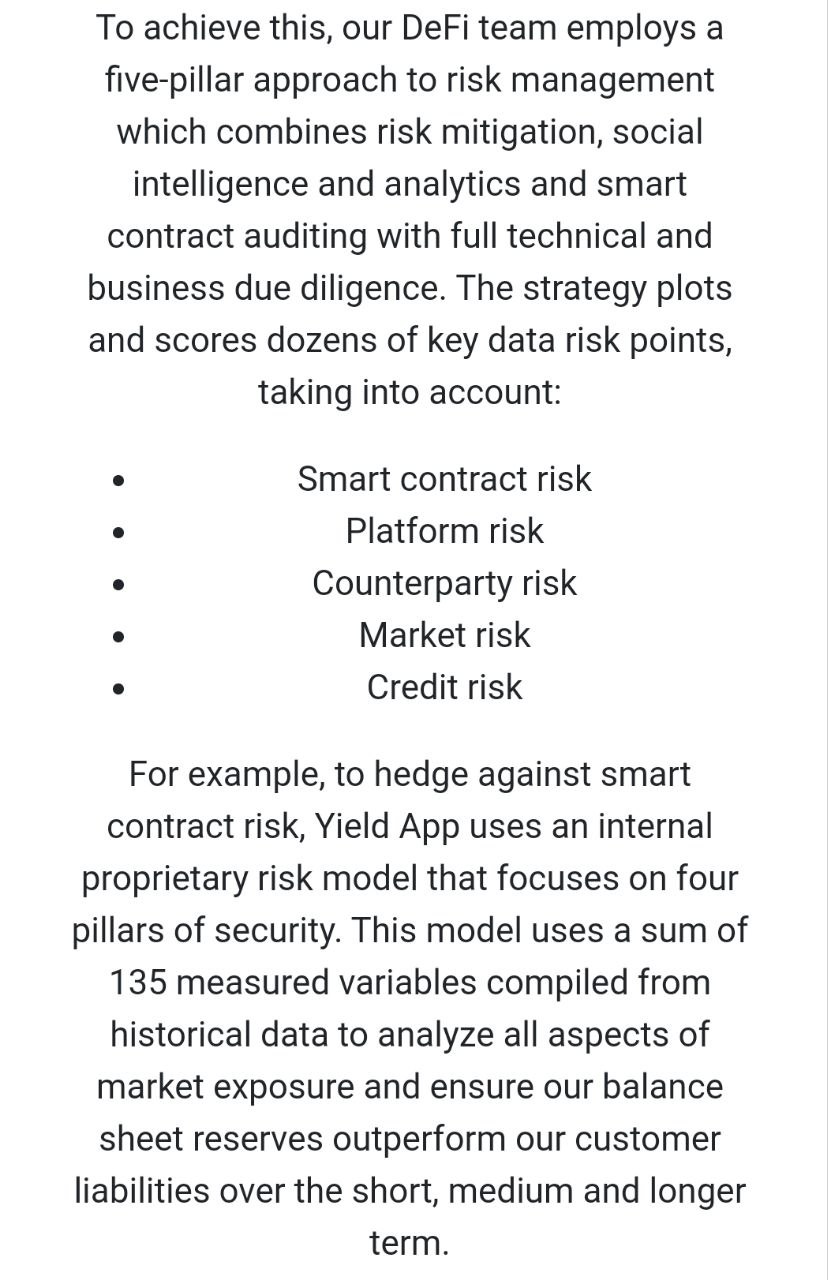 To achieve this, our DeFi team employs a
five-pillar approach to risk management
which combines risk mitigation, social
intelligence and analytics and smart
contract auditing with full technical and
business due diligence. The strategy plots
and scores dozens of key data risk points,
taking into account:
• Smart contract risk
• Platform risk
• Counterparty risk
• Market risk
• Credit risk
For example, to hedge against smart
contract risk, Yield App uses an internal
proprietary risk model that focuses on four
pillars of security. This model uses a sum of
135 measured variables compiled from
historical data to analyze all aspects of
market exposure and ensure our balance
sheet reserves outperform our customer
liabilities over the short, medium and longer
term.